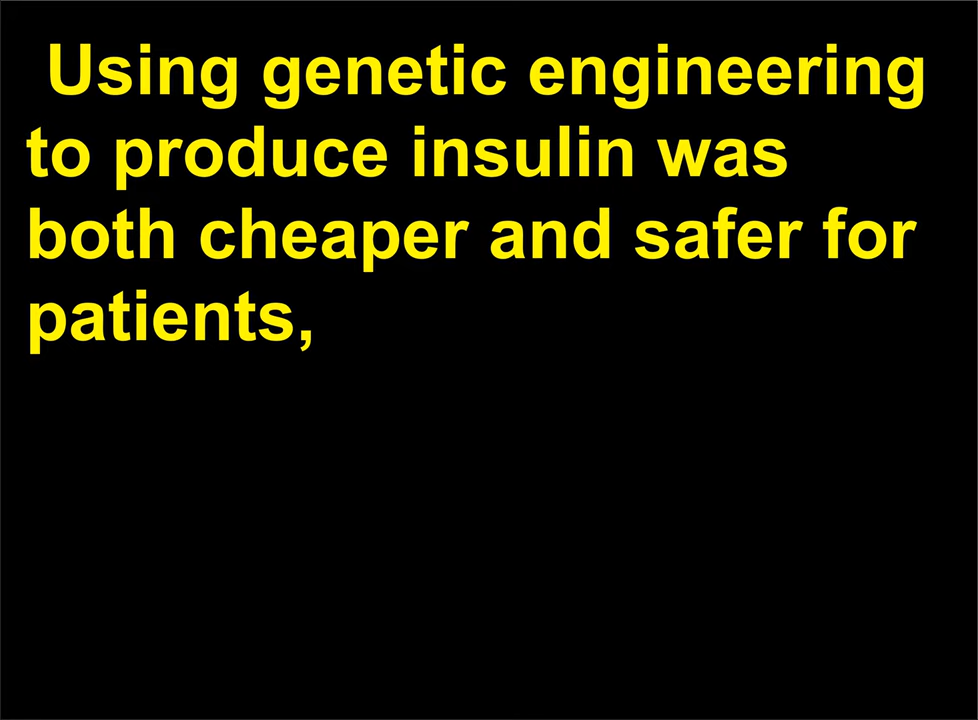 Using genetic engineering
to produce insulin was
both cheaper and safer for
patients,